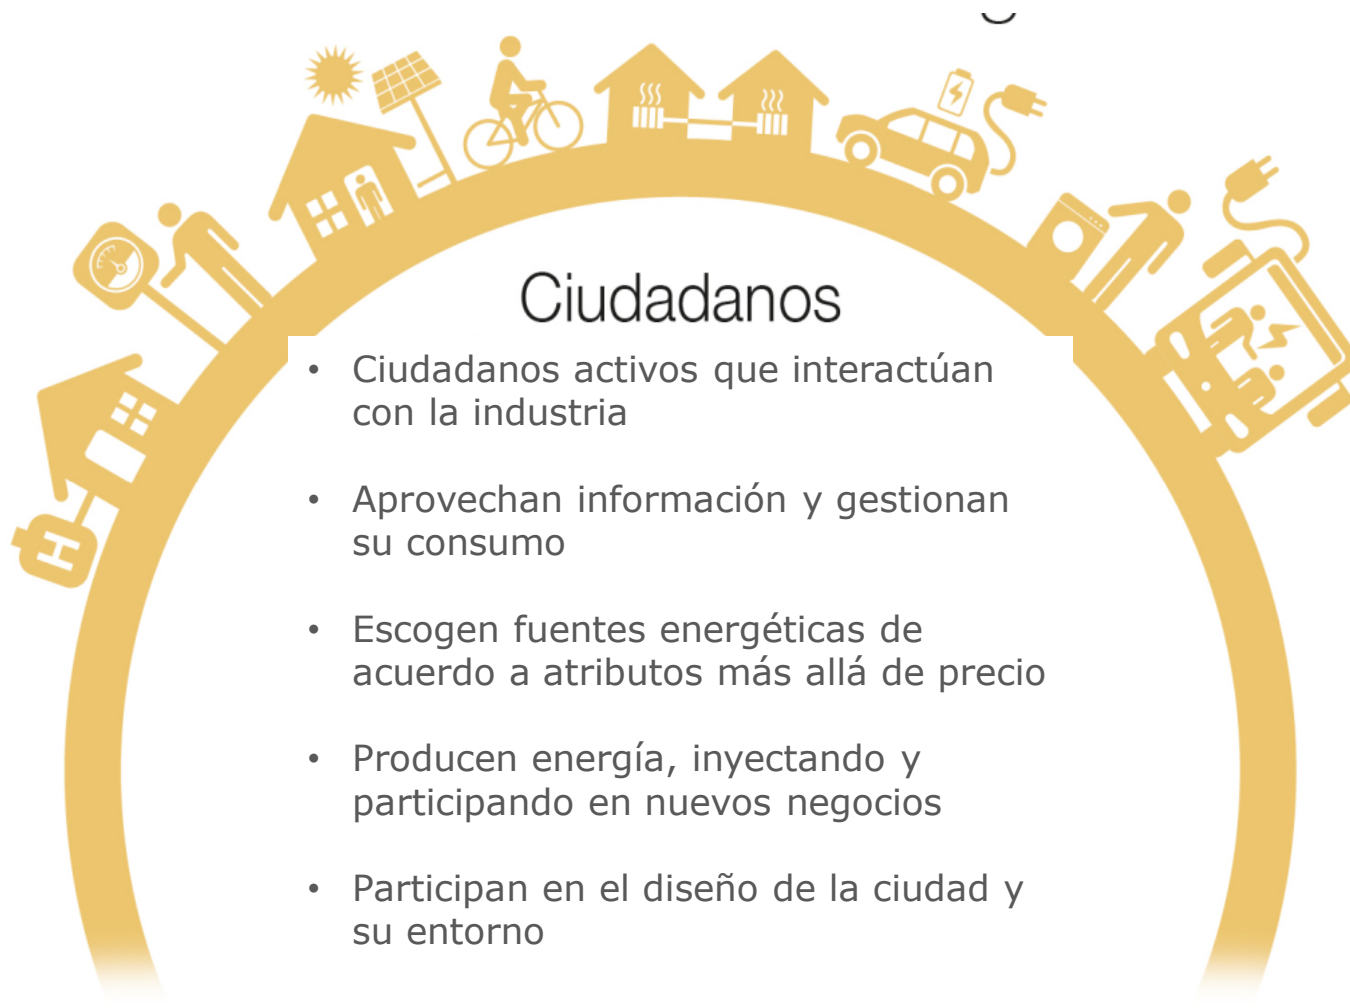 Ciudadanos
• Ciudadanos activos que interactúan
con la industria
• Aprovechan información y gestionan
su consumo
• Escogen fuentes energéticas de
acuerdo a atributos más allá de precio
• Producen energía, inyectando y
participando en nuevos negocios
• Participan en el diseño de la ciudad y
su entorno
H